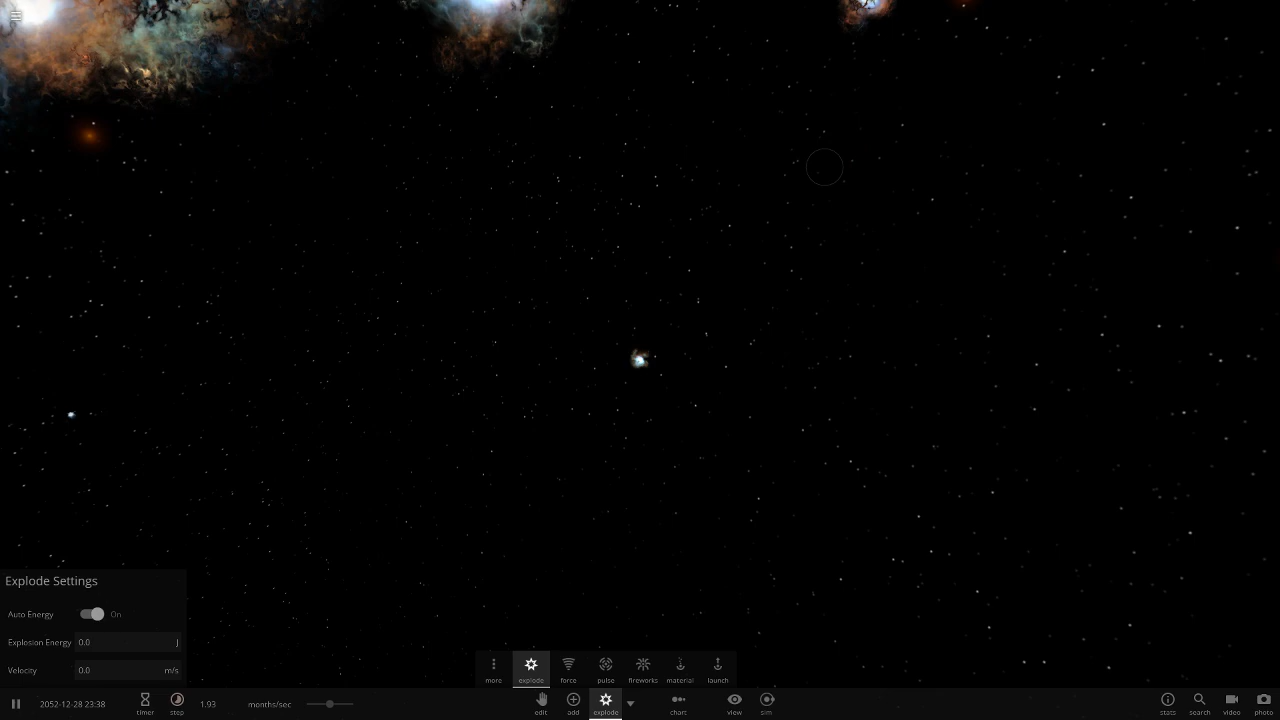 Explode Settings
Auto Energy On
Explosion Energy 0.0 J
Velocity 0.0 m/s
more explode force pulse fireworks material launch
2052-12-28 23:38 timer step 1.93 months/sec edit add explode chart view sim stats search video photo